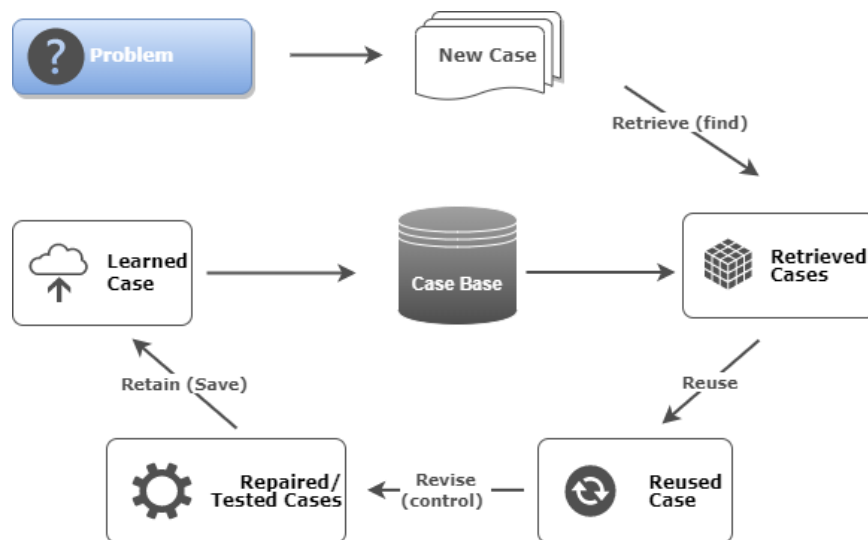 ?
Problem
New Case
Retrieve (find)
Learned
Case
Case Base
Retrieved
Cases
Retain (Save)
Reuse
Repaired/
Tested Cases
Revise
(control)
Reused
Case